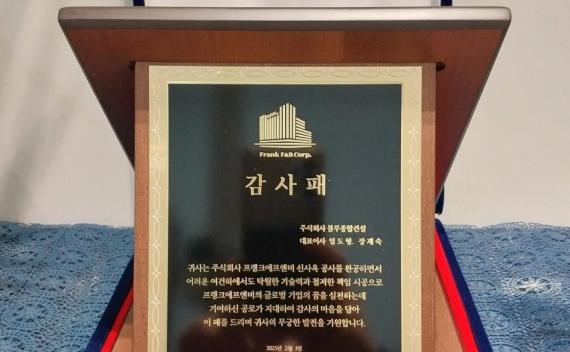 Frank F&B Corp.
감사패
주식회사 불무종합건설
대표이사 엄도형. 장재숙
귀사는 주식회사 프랭크에프앤비 신사옥 공사를 완공하면서
어려운 여건하에서도 탁월한 기술력과 철저한 책임 시공으로
프랭크에프앤비의 글로벌 기업의 꿈을 실천하는데
기여하신 공로가 지대하여 감사의 마음을 담아
이 패를 드리며 귀사의 무궁한 발전을 기원합니다.
2025년 2월